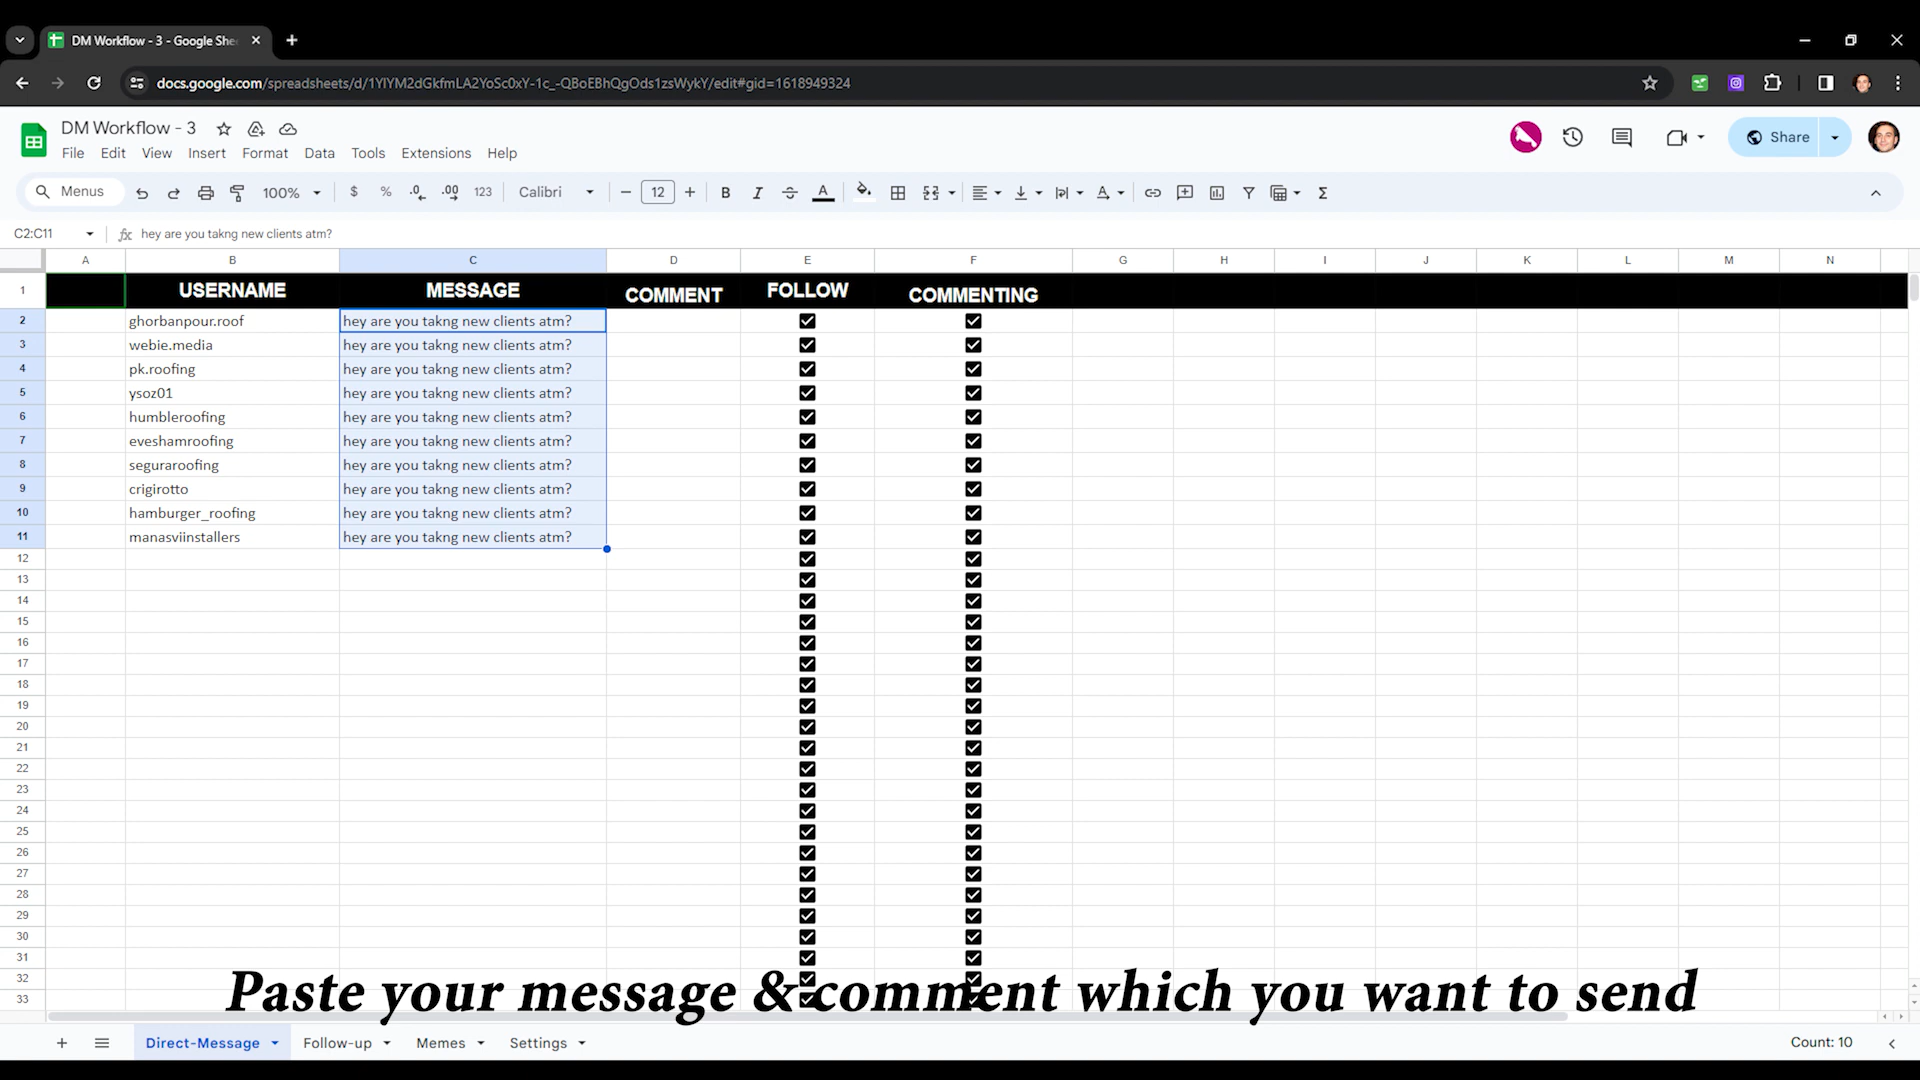 DM Workflow - 3 - Google She
docs.google.com/spreadsheets/d/1YIYM2dGkfmLA2YoSc0xY-1c_-QBoEBhQgOds1zsWykY/edit#gid=1618949324
DM Workflow - 3
File Edit View Insert Format Data Tools Extensions Help
Share
Menus 100% $ % .0 .00 123 Calibri 12 B I A Σ
C2:C11 fx hey are you takng new clients atm?
A B C D E F G H I J K L M N
1 USERNAME MESSAGE COMMENT FOLLOW COMMENTING
2 ghorbanpour.roof hey are you takng new clients atm?
3 webie.media hey are you takng new clients atm?
4 pk.roofing hey are you takng new clients atm?
5 ysoz01 hey are you takng new clients atm?
6 humbleroofing hey are you takng new clients atm?
7 eveshamroofing hey are you takng new clients atm?
8 seguraroofing hey are you takng new clients atm?
9 crigirotto hey are you takng new clients atm?
10 hamburger_roofing hey are you takng new clients atm?
11 manasviinstallers hey are you takng new clients atm?
12
13
14
15
16
17
18
19
20
21
22
23
24
25
26
27
28
29
30
31
32
33
Paste your message & comment which you want to send
Direct-Message Follow-up Memes Settings Count: 10